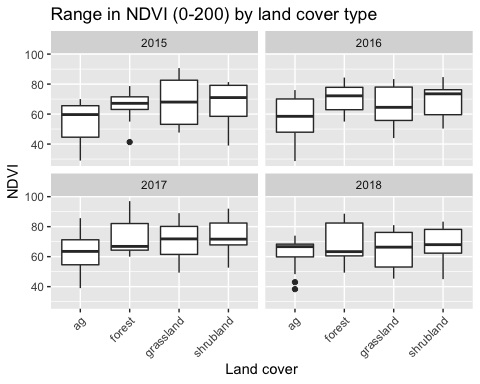 Range in NDVI (0-200) by land cover type
2015
2016
100
80
60
40
2017
2018
100
80
60
40
NDVI
ag
forest
grassland
shrubland
ag
forest
grassland
shrubland
Land cover